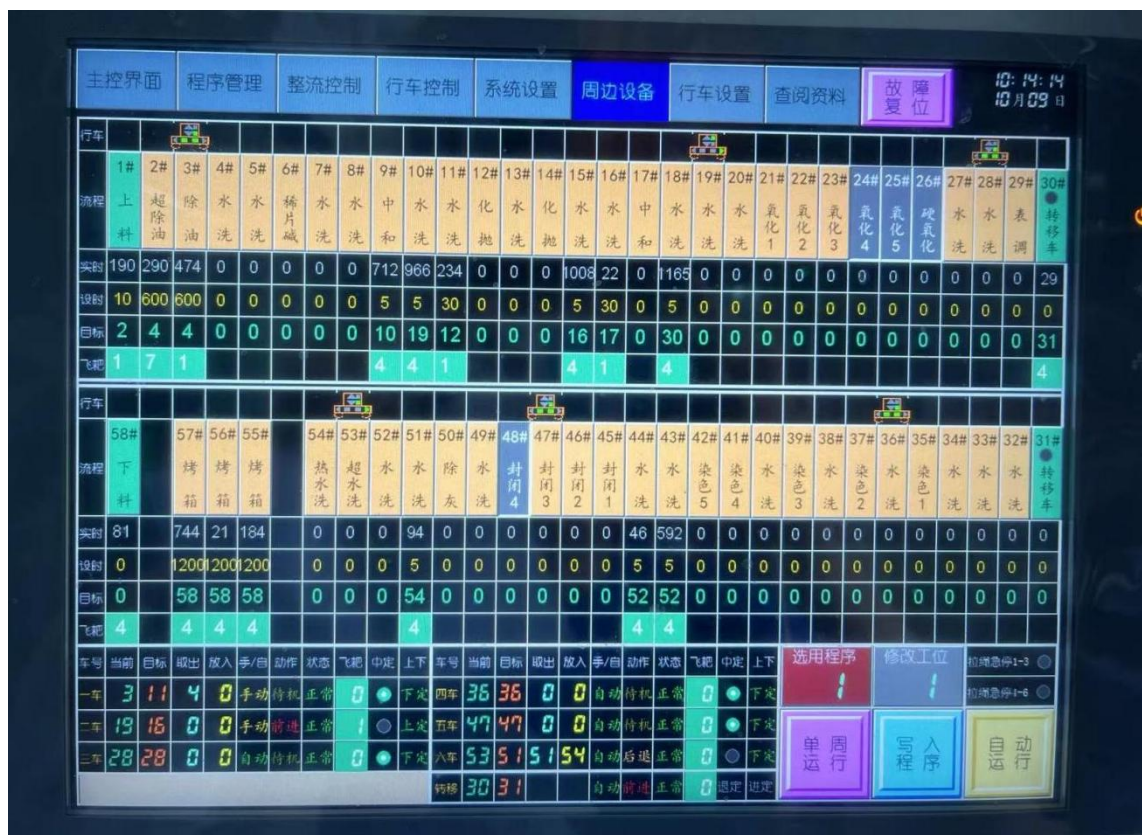 主控界面 程序管理 整流控制 行车控制 系统设置 周边设备 行车设置 查阅资料 故障复位 10:14:14
10月09日
行车
1# 2# 3# 4# 5# 6# 7# 8# 9# 10# 11# 12# 13# 14# 15# 16# 17# 18# 19# 20# 21# 22# 23# 24# 25# 26# 27# 28# 29# 30#
流程 上料 超除油 除油 水洗 水洗 稀片碱 水洗 水洗 中和 水洗 水洗 化抛 水洗 化抛 水洗 水洗 中和 水洗 水洗 水洗 氧化1 氧化2 氧化3 氧化4 氧化5 硬氧化 水洗 水洗 表调 转移车
实时 190 290 474 0 0 0 0 0 712 966 234 0 0 0 1008 22 0 1165 0 0 0 0 0 0 0 0 0 0 0 29
设时 10 600 600 0 0 0 0 0 5 5 30 0 0 0 5 30 0 5 0 0 0 0 0 0 0 0 0 0 0 0
目标 2 4 4 0 0 0 0 0 10 19 12 0 0 0 16 17 0 30 0 0 0 0 0 0 0 0 0 0 0 31
飞耙 1 7 1 4 4 1 4 1 4 4
行车
58# 57# 56# 55# 54# 53# 52# 51# 50# 49# 48# 47# 46# 45# 44# 43# 42# 41# 40# 39# 38# 37# 36# 35# 34# 33# 32# 31#
流程 下料 烤箱 烤箱 烤箱 热水洗 超水洗 水洗 水洗 除灰 水洗 封闭4 封闭3 封闭2 封闭1 水洗 水洗 染色5 染色4 水洗 染色3 水洗 染色2 水洗 染色1 水洗 水洗 水洗 转移车
实时 81 744 21 184 0 0 0 94 0 0 0 0 0 0 46 592 0 0 0 0 0 0 0 0 0 0 0 0
设时 0 1200 1200 1200 0 0 0 5 0 0 0 0 0 0 5 5 0 0 0 0 0 0 0 0 0 0 0 0
目标 0 58 58 58 0 0 0 54 0 0 0 0 0 0 52 52 0 0 0 0 0 0 0 0 0 0 0 0
飞耙 4 4 4 4 4 4 4
车号 当前 目标 取出 放入 手/自 动作 状态 飞耙 中定 上下 车号 当前 目标 取出 放入 手/自 动作 状态 飞耙 中定 上下 选用程序 修改工位 拉绳急停1-3
一车 3 11 4 0 手动 待机 正常 0 下定 四车 36 36 0 0 自动 待机 正常 0 下定 1 1 拉绳急停4-6
二车 19 16 0 0 手动 前进 正常 1 上定 五车 47 47 0 0 自动 待机 正常 0 下定 单周运行 写入程序 自动运行
三车 28 28 0 0 自动 待机 正常 0 下定 六车 53 51 51 54 自动 后退 正常 0 下定
转移 30 31 自动 前进 正常 0 退定 进定